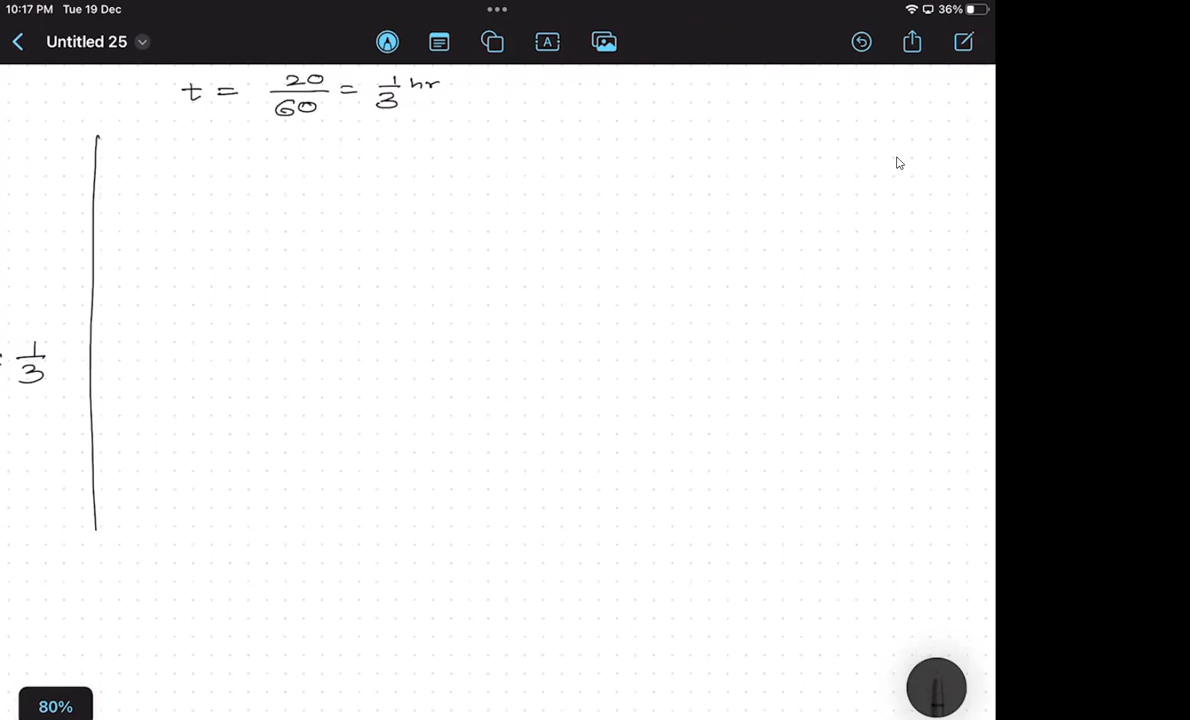 10:17 PM Tue 19 Dec
36%
Untitled 25
A
t = 20/60 = 1/3 hr
1/3
80%